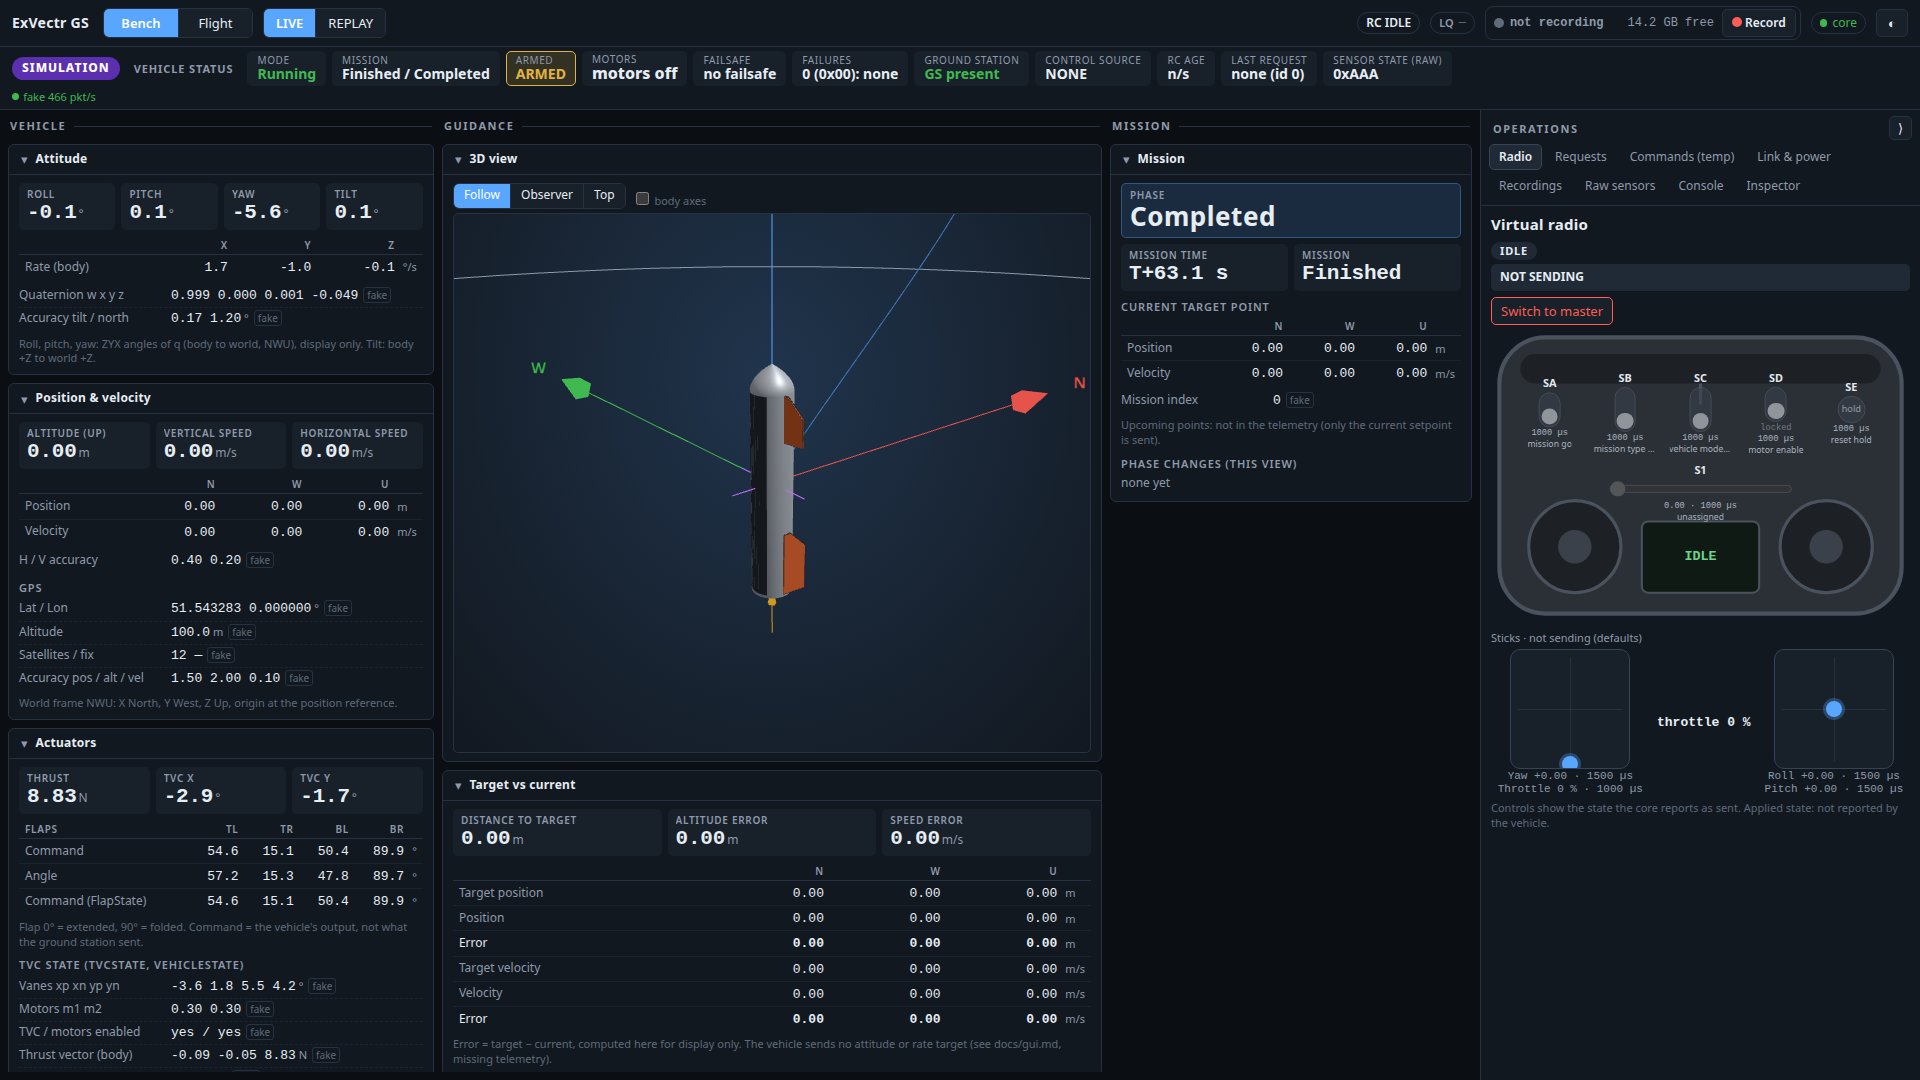 ExVectr GS
Bench Flight LIVE REPLAY
RC IDLE LQ — not recording 14.2 GB free Record core
SIMULATION VEHICLE STATUS
MODE Running
MISSION Finished / Completed
ARMED ARMED
MOTORS motors off
FAILSAFE no failsafe
FAILURES 0 (0x00): none
GROUND STATION GS present
CONTROL SOURCE NONE
RC AGE n/s
LAST REQUEST none (id 0)
SENSOR STATE (RAW) 0xAAA
fake 466 pkt/s
VEHICLE
▾ Attitude
ROLL PITCH YAW TILT
-0.1° 0.1° -5.6° 0.1°
X Y Z
Rate (body) 1.7 -1.0 -0.1 °/s
Quaternion w x y z 0.999 0.000 0.001 -0.049 fake
Accuracy tilt / north 0.17 1.20° fake
Roll, pitch, yaw: ZYX angles of q (body to world, NWU), display only. Tilt: body
+Z to world +Z.
▾ Position & velocity
ALTITUDE (UP) VERTICAL SPEED HORIZONTAL SPEED
0.00 m 0.00 m/s 0.00 m/s
N W U
Position 0.00 0.00 0.00 m
Velocity 0.00 0.00 0.00 m/s
H / V accuracy 0.40 0.20 fake
GPS
Lat / Lon 51.543283 0.000000° fake
Altitude 100.0 m fake
Satellites / fix 12 — fake
Accuracy pos / alt / vel 1.50 2.00 0.10 fake
World frame NWU: X North, Y West, Z Up, origin at the position reference.
▾ Actuators
THRUST TVC X TVC Y
8.83 N -2.9° -1.7°
FLAPS TL TR BL BR
Command 54.6 15.1 50.4 89.9 °
Angle 57.2 15.3 47.8 89.7 °
Command (FlapState) 54.6 15.1 50.4 89.9 °
Flap 0° = extended, 90° = folded. Command = the vehicle's output, not what
the ground station sent.
TVC STATE (TVCSTATE, VEHICLESTATE)
Vanes xp xn yp yn -3.6 1.8 5.5 4.2° fake
Motors m1 m2 0.30 0.30 fake
TVC / motors enabled yes / yes fake
Thrust vector (body) -0.09 -0.05 8.83 N fake
GUIDANCE
▾ 3D view
Follow Observer Top body axes
W
N
▾ Target vs current
DISTANCE TO TARGET ALTITUDE ERROR SPEED ERROR
0.00 m 0.00 m 0.00 m/s
N W U
Target position 0.00 0.00 0.00 m
Position 0.00 0.00 0.00 m
Error 0.00 0.00 0.00 m
Target velocity 0.00 0.00 0.00 m/s
Velocity 0.00 0.00 0.00 m/s
Error 0.00 0.00 0.00 m/s
Error = target − current, computed here for display only. The vehicle sends no attitude or rate target (see docs/gui.md,
missing telemetry).
MISSION
▾ Mission
PHASE
Completed
MISSION TIME MISSION
T+63.1 s Finished
CURRENT TARGET POINT
N W U
Position 0.00 0.00 0.00 m
Velocity 0.00 0.00 0.00 m/s
Mission index 0 fake
Upcoming points: not in the telemetry (only the current setpoint
is sent).
PHASE CHANGES (THIS VIEW)
none yet
OPERATIONS ⟩
Radio Requests Commands (temp) Link & power
Recordings Raw sensors Console Inspector
Virtual radio
IDLE
NOT SENDING
Switch to master
SA SB SC SD SE
hold
locked
1000 µs 1000 µs 1000 µs 1000 µs 1000 µs
mission go mission type ... vehicle mode... motor enable reset hold
S1
0.00 · 1000 µs
unassigned
IDLE
Sticks · not sending (defaults)
throttle 0 %
Yaw +0.00 · 1500 µs Roll +0.00 · 1500 µs
Throttle 0 % · 1000 µs Pitch +0.00 · 1500 µs
Controls show the state the core reports as sent. Applied state: not reported by
the vehicle.